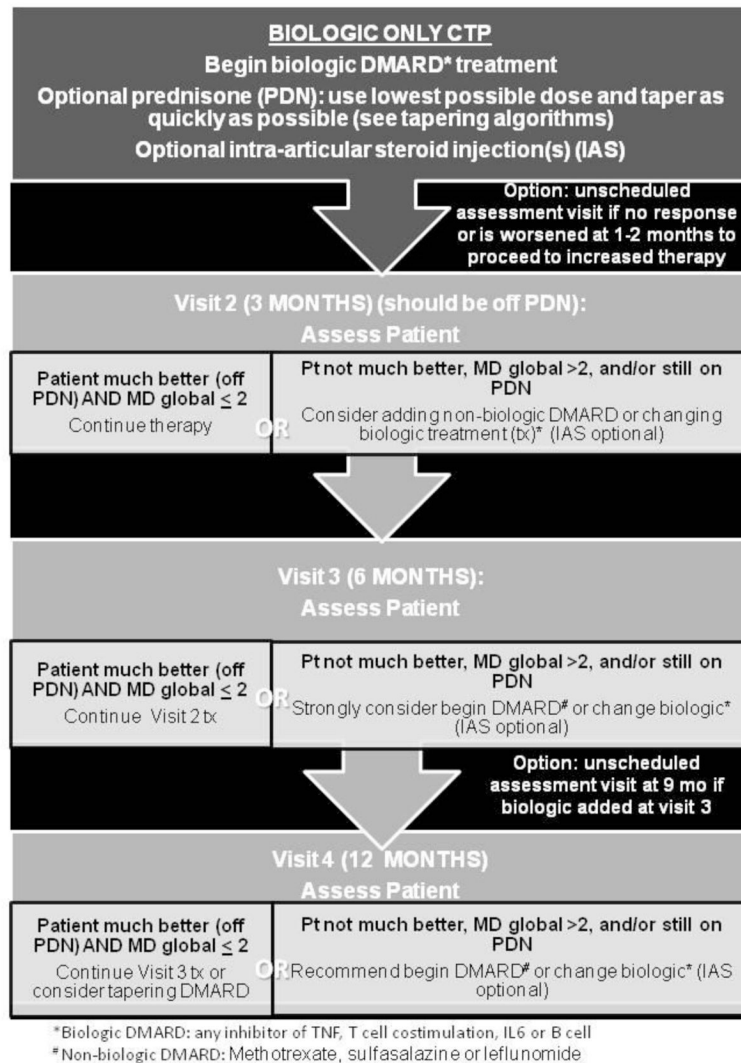 BIOLOGIC ONLY CTP
Begin biologic DMARD* treatment
Optional prednisone (PDN): use lowest possible dose and taper as
quickly as possible (see tapering algorithms)
Optional intra-articular steroid injection(s) (IAS)
Option: unscheduled
assessment visit if no response
or is worsened at 1-2 months to
proceed to increased therapy
Visit 2 (3 MONTHS) (should be off PDN):
Assess Patient
Patient much better (off
PDN) AND MD global ≤ 2
Continue therapy
OR
Pt not much better, MD global >2, and/or still on
PDN
Consider adding non-biologic DMARD or changing
biologic treatment (tx)* (IAS optional)
Visit 3 (6 MONTHS):
Assess Patient
Patient much better (off
PDN) AND MD global ≤ 2
Continue Visit 2 tx
OR
Pt not much better, MD global >2, and/or still on
PDN
Strongly consider begin DMARD# or change biologic*
(IAS optional)
Option: unscheduled
assessment visit at 9 mo if
biologic added at visit 3
Visit 4 (12 MONTHS)
Assess Patient
Patient much better (off
PDN) AND MD global ≤ 2
Continue Visit 3 tx or
consider tapering DMARD
OR
Pt not much better, MD global >2, and/or still on
PDN
Recommend begin DMARD# or change biologic* (IAS
optional)
*Biologic DMARD: any inhibitor of TNF, T cell costimulation, IL6 or B cell
#Non-biologic DMARD: Methotrexate, sulfasalazine or leflunomide